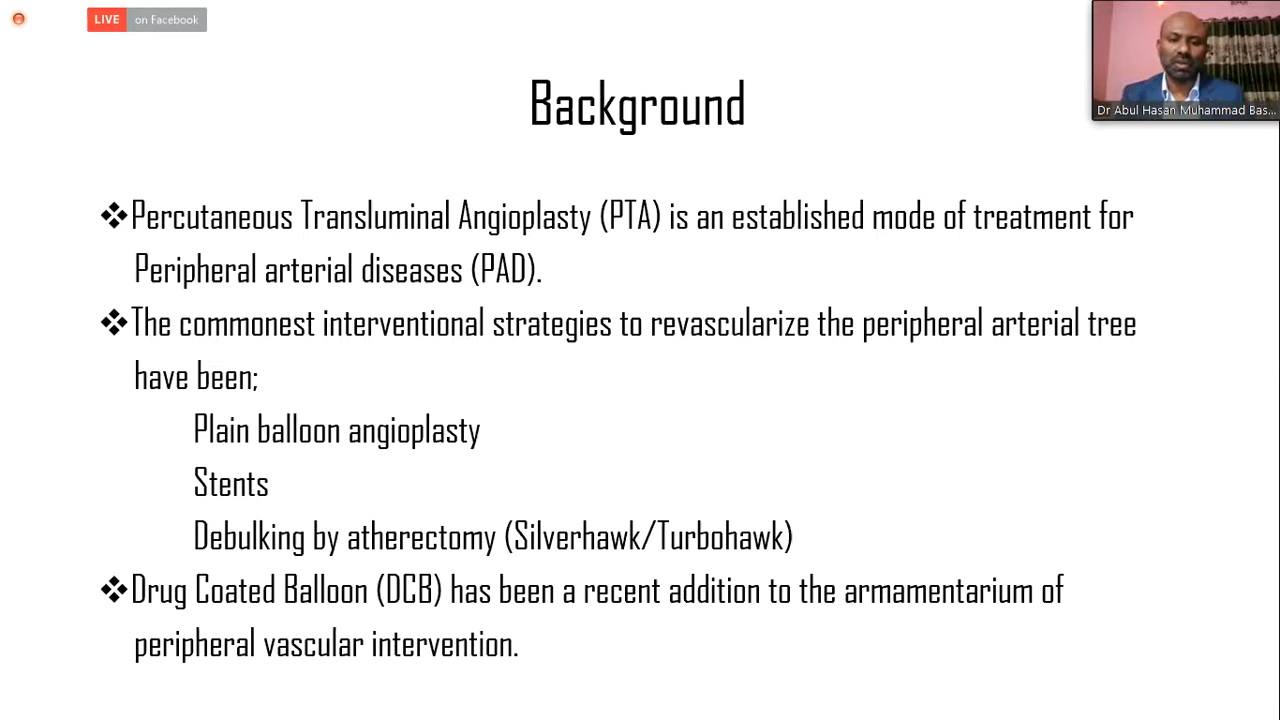 LIVE on Facebook
Dr Abul Hasan Muhammad Bas...
Background
❖Percutaneous Transluminal Angioplasty (PTA) is an established mode of treatment for
Peripheral arterial diseases (PAD).
❖The commonest interventional strategies to revascularize the peripheral arterial tree
have been;
Plain balloon angioplasty
Stents
Debulking by atherectomy (Silverhawk/Turbohawk)
❖Drug Coated Balloon (DCB) has been a recent addition to the armamentarium of
peripheral vascular intervention.